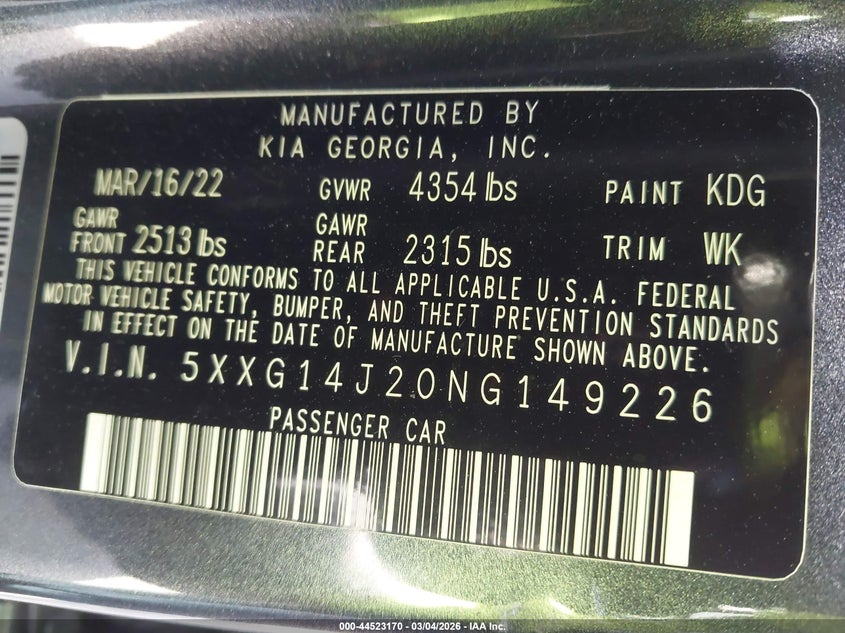 MANUFACTURED BY
KIA GEORGIA, INC.
MAR/16/22 GVWR 4354 lbs PAINT KDG
GAWR FRONT 2513 lbs GAWR REAR 2315 lbs TRIM WK
THIS VEHICLE CONFORMS TO ALL APPLICABLE U.S.A. FEDERAL
MOTOR VEHICLE SAFETY, BUMPER, AND THEFT PREVENTION STANDARDS
IN EFFECT ON THE DATE OF MANUFACTURE SHOWN ABOVE.
V.I.N. 5XXG14J20NG149226
PASSENGER CAR
000-44523170 - 03/04/2026 - IAA Inc.